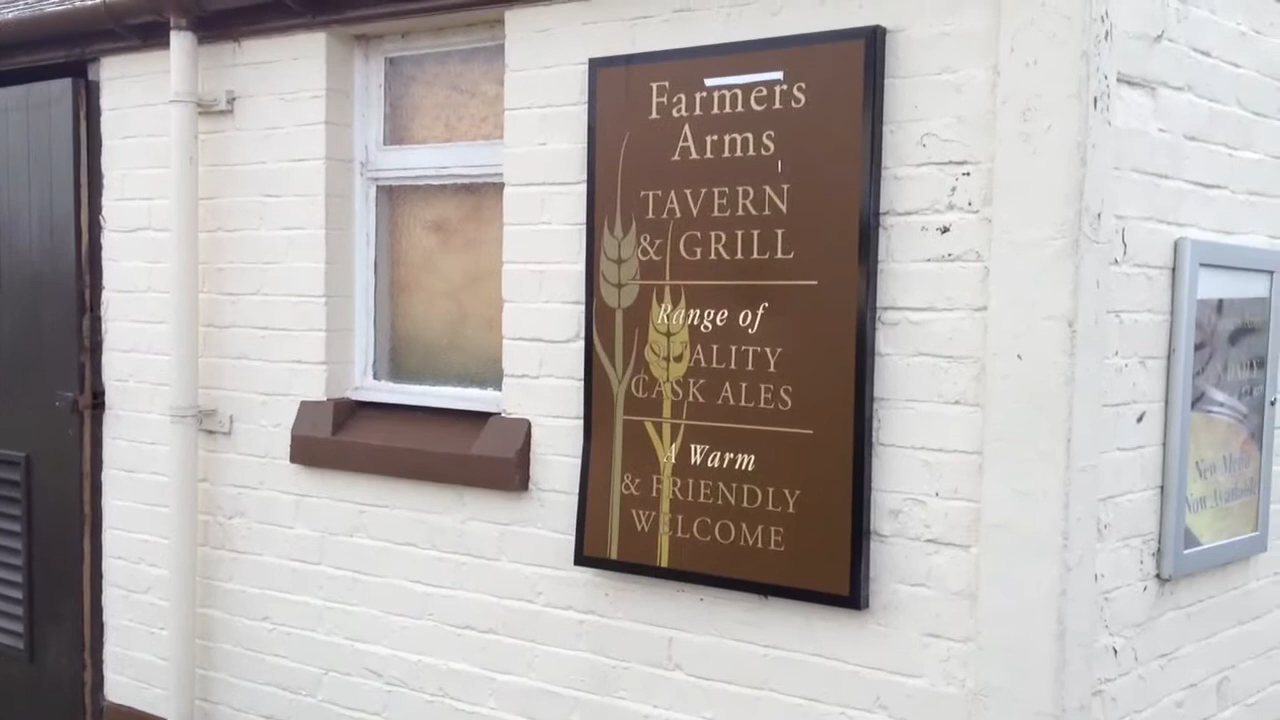 Farmers
Arms
TAVERN
& GRILL
Range of
QUALITY
CASK ALES
A Warm
& FRIENDLY
WELCOME
New Menu
Now Available